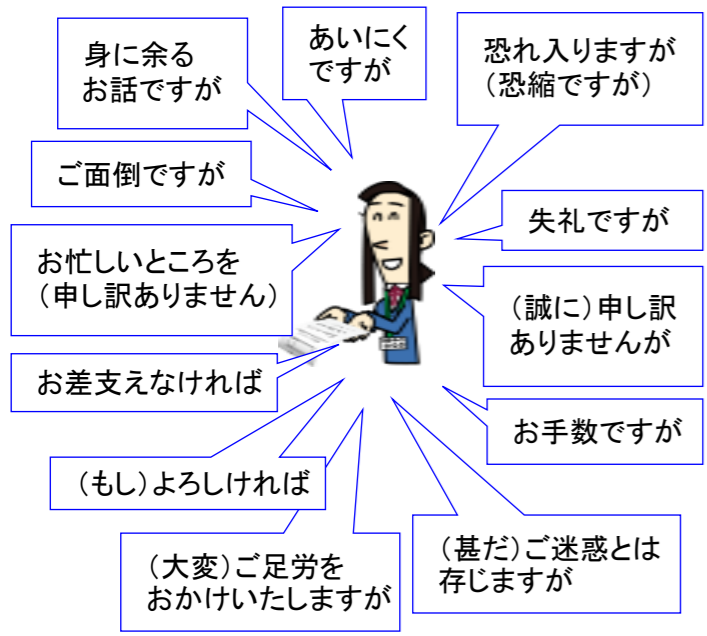 身に余る
お話ですが
あいにく
ですが
恐れ入りますが
（恐縮ですが）
ご面倒ですが
失礼ですが
お忙しいところを
（申し訳ありません）
（誠に）申し訳
ありませんが
お差支えなければ
お手数ですが
（もし）よろしければ
（大変）ご足労を
おかけいたしますが
（甚だ）ご迷惑とは
存じますが